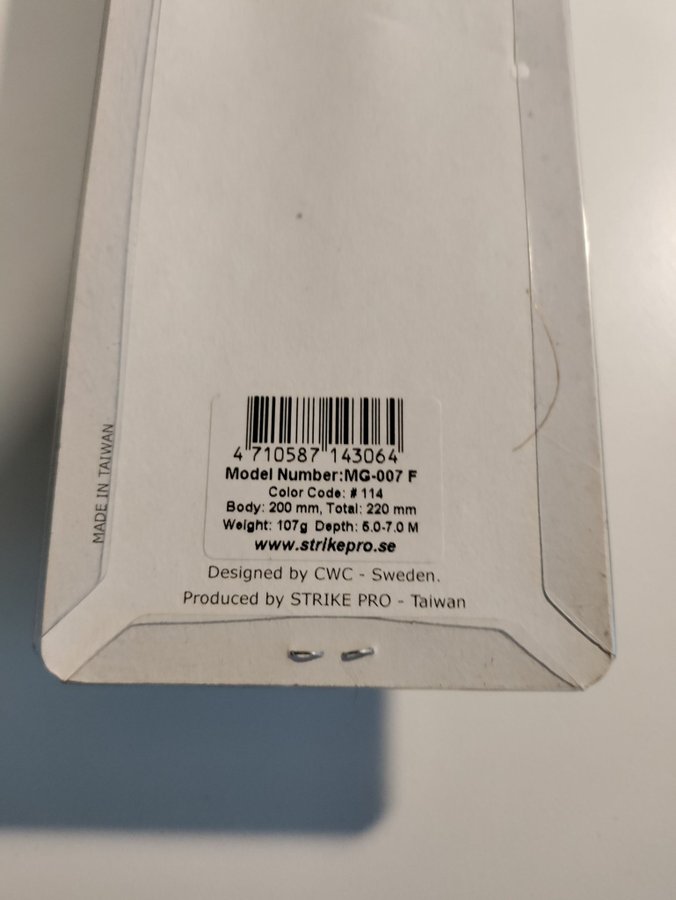 MADE IN TAIWAN
4 710587 143064
Model Number:MG-007 F
Color Code: # 114
Body: 200 mm, Total: 220 mm
Weight: 107g Depth: 5.0-7.0 M
www.strikepro.se
Designed by CWC - Sweden.
Produced by STRIKE PRO - Taiwan